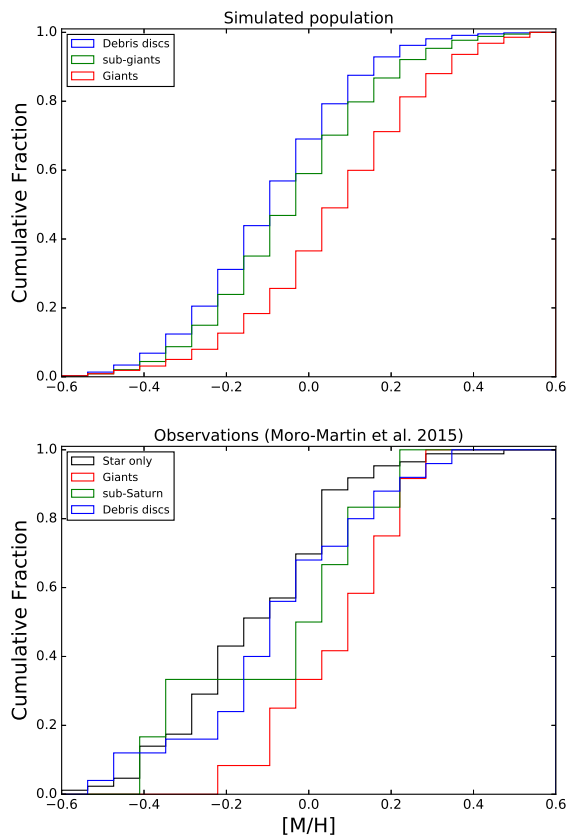 Simulated population
Debris discs
sub-giants
Giants
Cumulative Fraction
1.0
0.8
0.6
0.4
0.2
0.0
−0.6 −0.4 −0.2 0.0 0.2 0.4 0.6
Observations (Moro-Martin et al. 2015)
Star only
Giants
sub-Saturn
Debris discs
Cumulative Fraction
1.0
0.8
0.6
0.4
0.2
0.0
−0.6 −0.4 −0.2 0.0 0.2 0.4 0.6
[M/H]